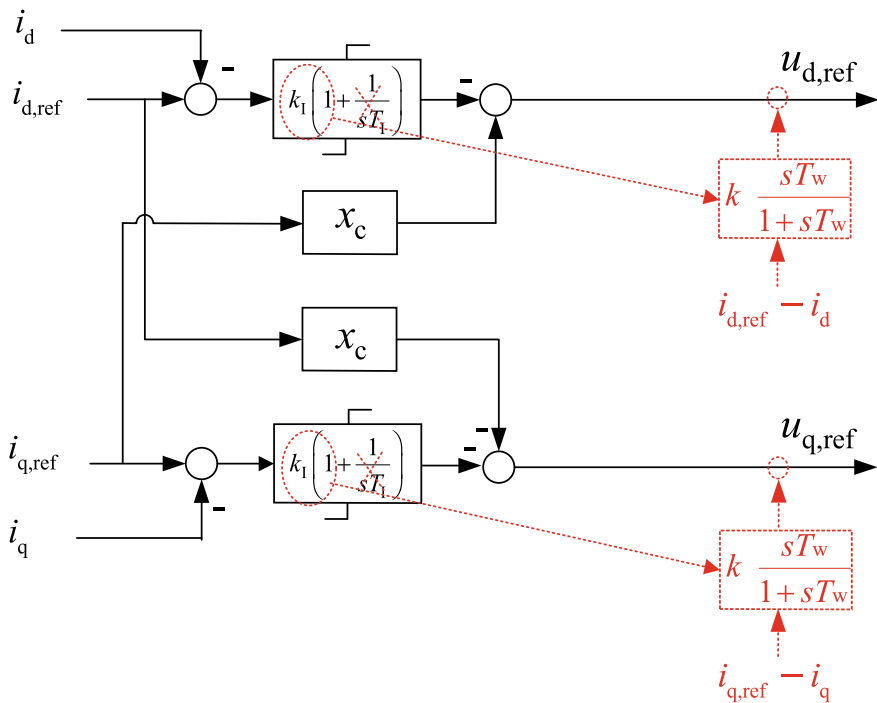 i_d
i_d,ref
-
k_I(1+1/sT_I)
-
u_d,ref
k sT_w/1+sT_w
x_c
i_d,ref − i_d
x_c
-
i_q,ref
k_I(1+1/sT_I)
-
u_q,ref
-
i_q
k sT_w/1+sT_w
i_q,ref − i_q